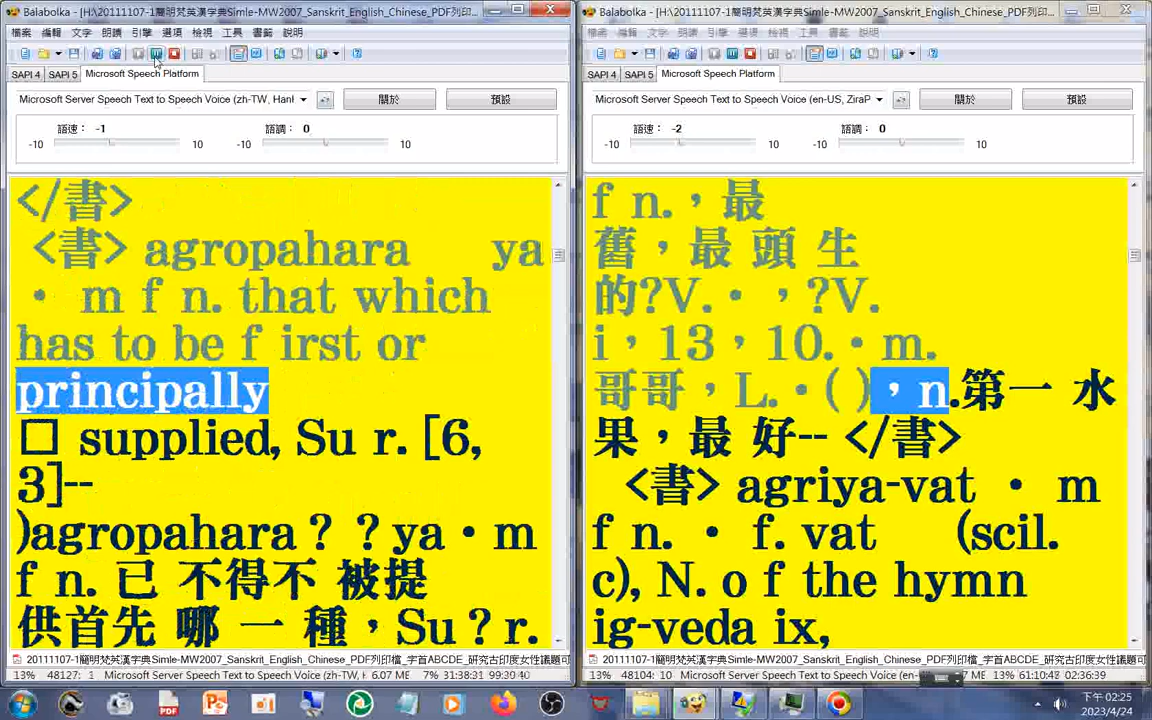 Balabolka - [H:\20111107-1簡明梵英漢字典Simle-MW2007_Sanskrit_English_Chinese_PDF列印...
檔案 編輯 文字 朗讀 引擎 選項 檢視 工具 書籤 說明
SAPI 4 SAPI 5 Microsoft Speech Platform
Microsoft Server Speech Text to Speech Voice (zh-TW, Hanl
關於 預設
語速： -1 語調： 0
-10 10 -10 10
</書>
<書> agropahara ya
• m f n. that which
has to be f irst or
principally
□ supplied, Su r. [6,
3]--
)agropahara？？ya•m
f n. 已 不得不 被提
供首先 哪 一 種，Su？r.
20111107-1簡明梵英漢字典Simle-MW2007_Sanskrit_English_Chinese_PDF列印檔_字首ABCDE_研究古印度女性議題可
13% 48127: 1 Microsoft Server Speech Text to Speech Voice (zh-TW, H 6.07 ME 7% 31:38:31 99:39:40
Balabolka - [H:\20111107-1簡明梵英漢字典Simle-MW2007_Sanskrit_English_Chinese_PDF列印...
檔案 編輯 文字 朗讀 引擎 選項 檢視 工具 書籤 說明
SAPI 4 SAPI 5 Microsoft Speech Platform
Microsoft Server Speech Text to Speech Voice (en-US, ZiraP
關於 預設
語速： -2 語調： 0
-10 10 -10 10
f n.，最
舊，最 頭 生
的?V.•，?V.
i，13，10.•m.
哥哥，L.•( )，n.第一 水
果，最 好-- </書>
<書> agriya-vat • m
f n. • f. vat (scil.
c), N. o f the hymn
ig-veda ix,
20111107-1簡明梵英漢字典Simle-MW2007_Sanskrit_English_Chinese_PDF列印檔_字首ABCDE_研究古印度女性議題可
13% 48104: 10 Microsoft Server Speech Text to Speech Voice (en-US, ME 13% 61:10:4 02:36:39
PDF
下午 02:25
2023/4/24